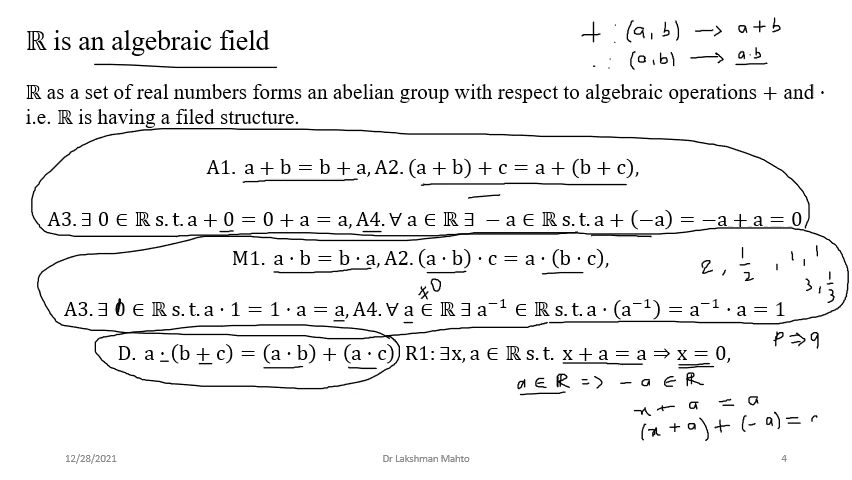 ℝ is an algebraic field
+ : (a, b) → a + b
· : (a, b) → a·b
ℝ as a set of real numbers forms an abelian group with respect to algebraic operations + and ·
i.e. ℝ is having a filed structure.
A1. a + b = b + a, A2. (a + b) + c = a + (b + c),
A3. ∃ 0 ∈ ℝ s. t. a + 0 = 0 + a = a, A4. ∀ a ∈ ℝ ∃ − a ∈ ℝ s. t. a + (−a) = −a + a = 0
M1. a · b = b · a, A2. (a · b) · c = a · (b · c),
2, 1/2, 1, 1
3, 1/3
≠0
A3. ∃ 0 ∈ ℝ s. t. a · 1 = 1 · a = a, A4. ∀ a ∈ ℝ ∃ a⁻¹ ∈ ℝ s. t. a · (a⁻¹) = a⁻¹ · a = 1
P ⇒ q
D. a · (b + c) = (a · b) + (a · c) R1: ∃x, a ∈ ℝ s. t. x + a = a ⇒ x = 0,
a ∈ ℝ => − a ∈ ℝ
x + a = a
(x + a) + (− a) =
12/28/2021
Dr Lakshman Mahto
4